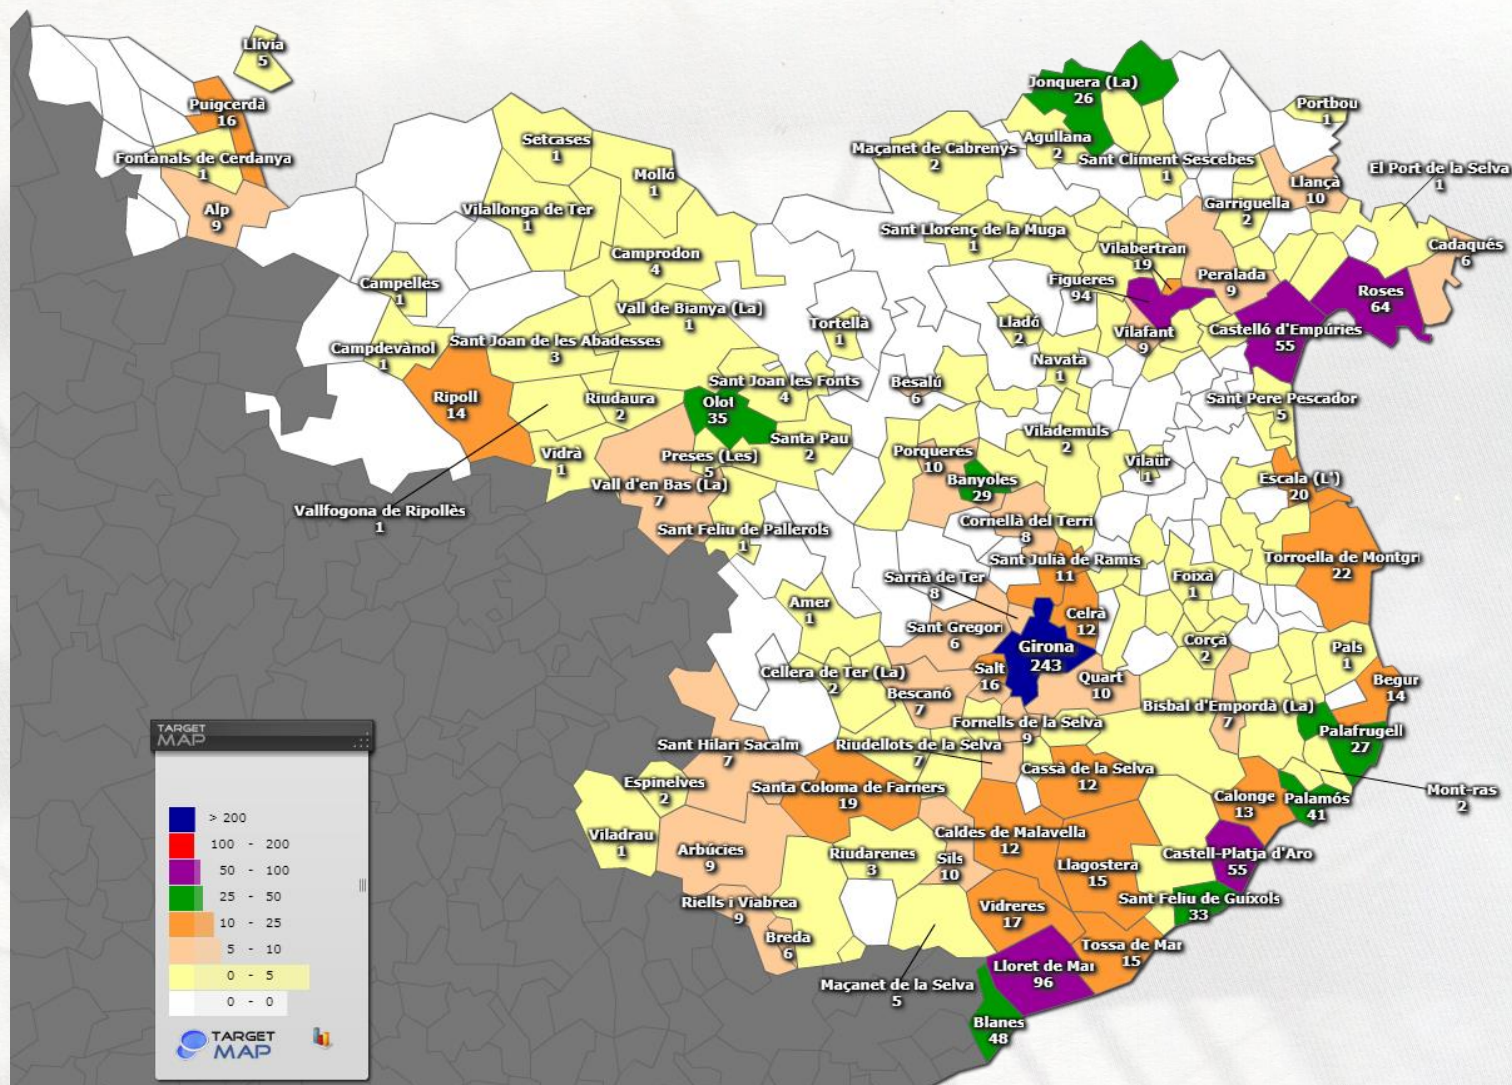 Llívia
5
Puigcerdà
16
Fontanals de Cerdanya
1
Alp
9
Setcases
1
Molló
1
Vilallonga de Ter
1
Camprodon
4
Campelles
1
Vall de Bianya (La)
1
Campdevànol
1
Sant Joan de les Abadesses
3
Ripoll
14
Riudaura
2
Vidrà
1
Vallfogona de Ripollès
1
Olot
35
Sant Joan les Fonts
4
Tortellà
1
Preses (Les)
5
Santa Pau
2
Vall d'en Bas (La)
7
Sant Feliu de Pallerols
1
Jonquera (La)
26
Portbou
1
Maçanet de Cabrenys
2
Agullana
2
Sant Climent Sescebes
1
El Port de la Selva
1
Llançà
10
Garriguella
2
Sant Llorenç de la Muga
1
Vilabertran
19
Cadaqués
6
Figueres
94
Peralada
9
Roses
64
Lladó
2
Vilafant
9
Castelló d'Empúries
55
Navata
1
Besalú
6
Sant Pere Pescador
5
Vilademuls
2
Porqueres
10
Banyoles
29
Vilaür
1
Escala (L')
20
Cornellà del Terri
8
Sant Julià de Ramis
11
Torroella de Montgrí
22
Foixà
1
Sarrià de Ter
8
Amer
1
Celrà
12
Sant Gregori
6
Girona
243
Corçà
2
Pals
1
Cellera de Ter (La)
2
Salt
16
Bescanó
7
Quart
10
Begur
14
Bisbal d'Empordà (La)
7
Fornells de la Selva
9
Palafrugell
27
Sant Hilari Sacalm
7
Riudellots de la Selva
7
Cassà de la Selva
12
Espinelves
2
Santa Coloma de Farners
19
Mont-ras
2
Calonge
13
Palamós
41
Viladrau
1
Arbúcies
9
Riudarenes
3
Caldes de Malavella
12
Sils
10
Llagostera
15
Castell-Platja d'Aro
55
Sant Feliu de Guíxols
33
Riells i Viabrea
9
Vidreres
17
Breda
6
Tossa de Mar
15
Maçanet de la Selva
5
Lloret de Mar
96
Blanes
48
TARGET
MAP
> 200
100 - 200
50 - 100
25 - 50
10 - 25
5 - 10
0 - 5
0 - 0
TARGET
MAP